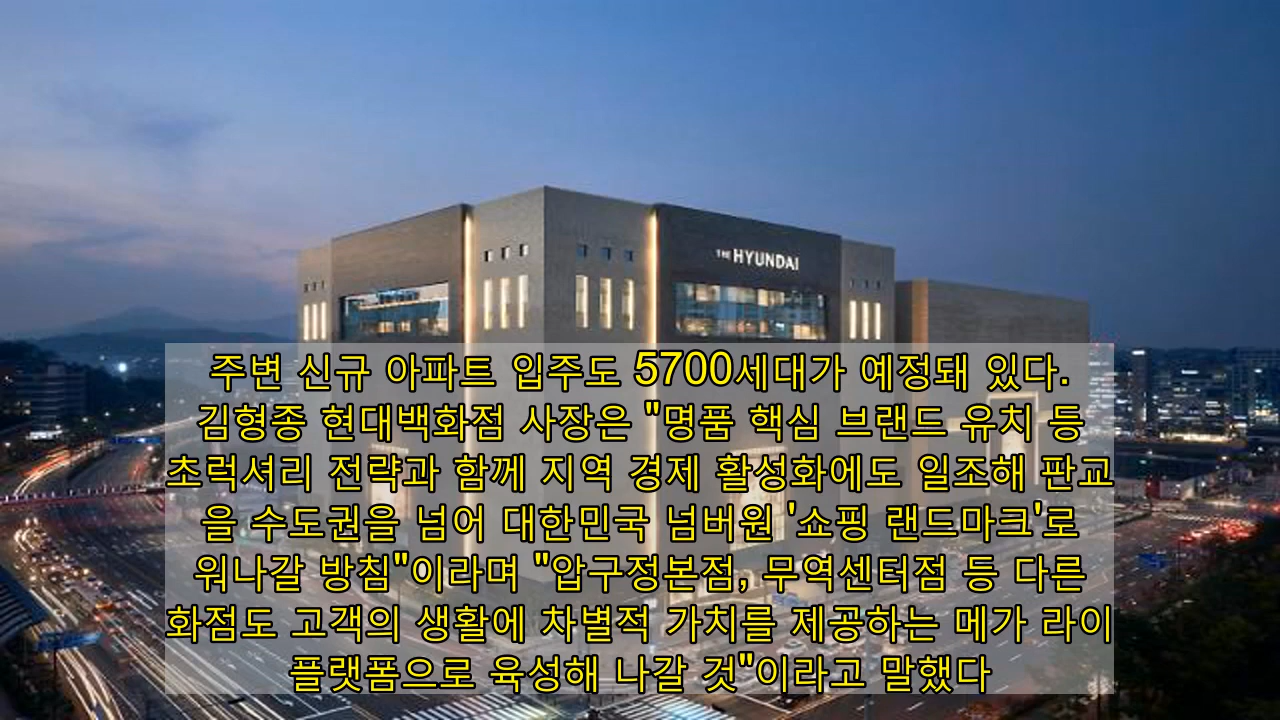 THE HYUNDAI
주변 신규 아파트 입주도 5700세대가 예정돼 있다.
김형종 현대백화점 사장은 "명품 핵심 브랜드 유치 등
초럭셔리 전략과 함께 지역 경제 활성화에도 일조해 판교
을 수도권을 넘어 대한민국 넘버원 '쇼핑 랜드마크'로
워나갈 방침"이라며 "압구정본점, 무역센터점 등 다른
화점도 고객의 생활에 차별적 가치를 제공하는 메가 라이
플랫폼으로 육성해 나갈 것"이라고 말했다